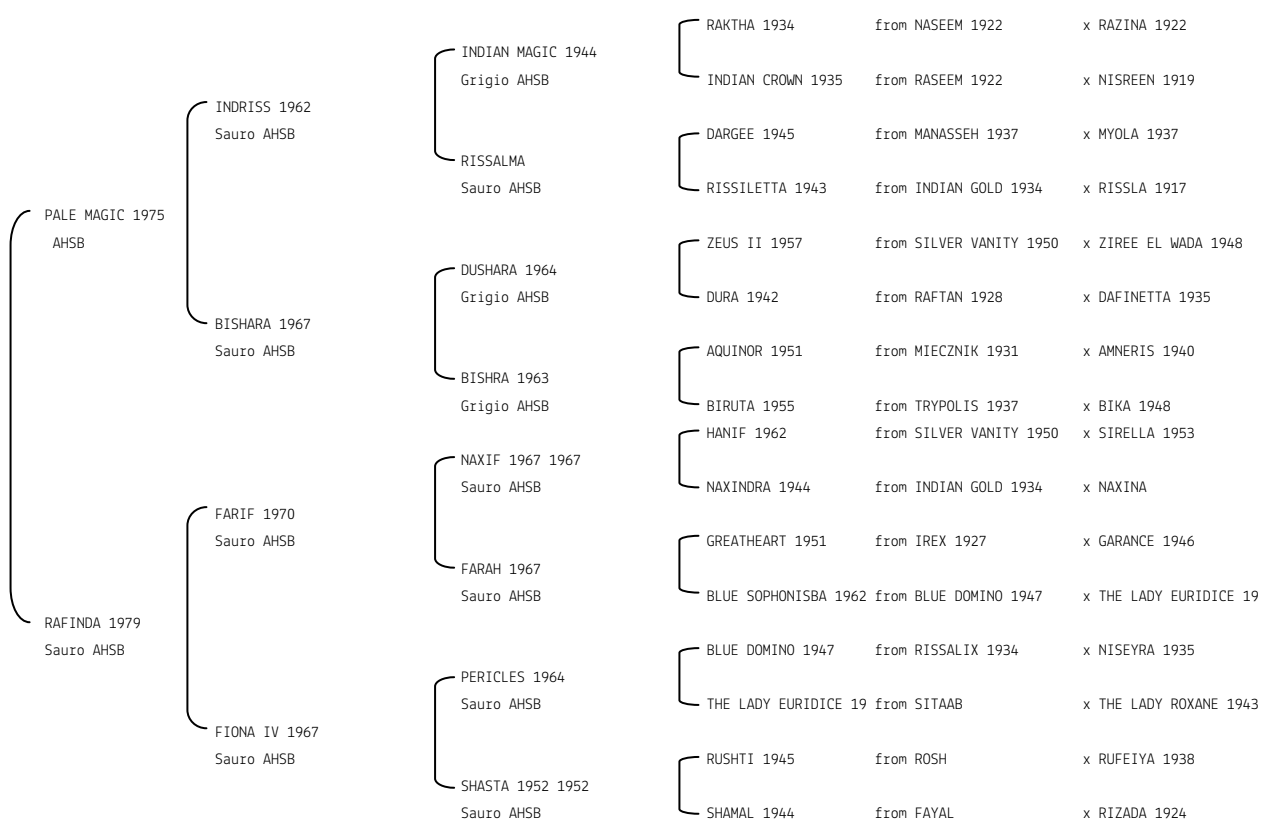 RAKTHA 1934 from NASEEM 1922 x RAZINA 1922
INDIAN MAGIC 1944
Grigio AHSB INDIAN CROWN 1935 from RASEEM 1922 x NISREEN 1919
INDRISS 1962
Sauro AHSB DARGEE 1945 from MANASSEH 1937 x MYOLA 1937
RISSALMA
Sauro AHSB RISSILETTA 1943 from INDIAN GOLD 1934 x RISSLA 1917
PALE MAGIC 1975
AHSB ZEUS II 1957 from SILVER VANITY 1950 x ZIREE EL WADA 1948
DUSHARA 1964
Grigio AHSB DURA 1942 from RAFTAN 1928 x DAFINETTA 1935
BISHARA 1967
Sauro AHSB AQUINOR 1951 from MIECZNIK 1931 x AMNERIS 1940
BISHRA 1963
Grigio AHSB BIRUTA 1955 from TRYPOLIS 1937 x BIKA 1948
HANIF 1962 from SILVER VANITY 1950 x SIRELLA 1953
NAXIF 1967 1967
Sauro AHSB NAXINDRA 1944 from INDIAN GOLD 1934 x NAXINA
FARIF 1970
Sauro AHSB GREATHEART 1951 from IREX 1927 x GARANCE 1946
FARAH 1967
Sauro AHSB BLUE SOPHONISBA 1962 from BLUE DOMINO 1947 x THE LADY EURIDICE 19
RAFINDA 1979
Sauro AHSB BLUE DOMINO 1947 from RISSALIX 1934 x NISEYRA 1935
PERICLES 1964
Sauro AHSB THE LADY EURIDICE 19 from SITAAB x THE LADY ROXANE 1943
FIONA IV 1967
Sauro AHSB RUSHTI 1945 from ROSH x RUFEIYA 1938
SHASTA 1952 1952
Sauro AHSB SHAMAL 1944 from FAYAL x RIZADA 1924